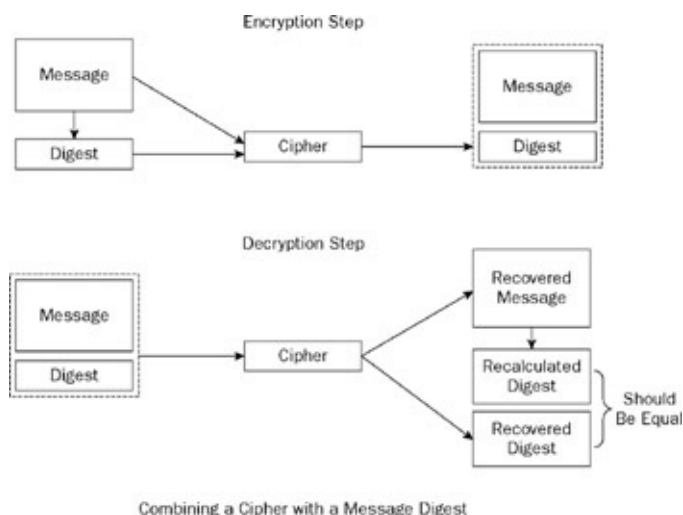 Encryption Step
Message
Digest
Cipher
Message
Digest
Decryption Step
Message
Digest
Cipher
Recovered
Message
Recalculated
Digest
Recovered
Digest
Should
Be Equal
Combining a Cipher with a Message Digest